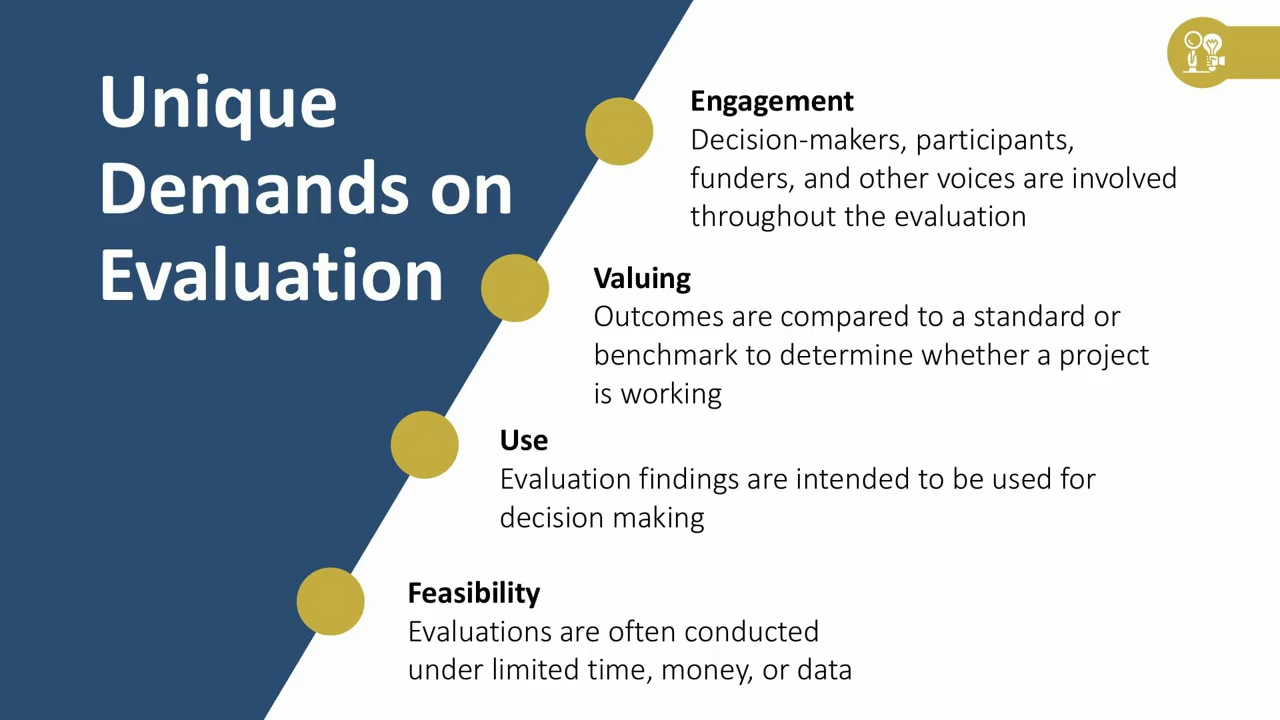 Unique
Demands on
Evaluation
Engagement
Decision-makers, participants,
funders, and other voices are involved
throughout the evaluation
Valuing
Outcomes are compared to a standard or
benchmark to determine whether a project
is working
Use
Evaluation findings are intended to be used for
decision making
Feasibility
Evaluations are often conducted
under limited time, money, or data